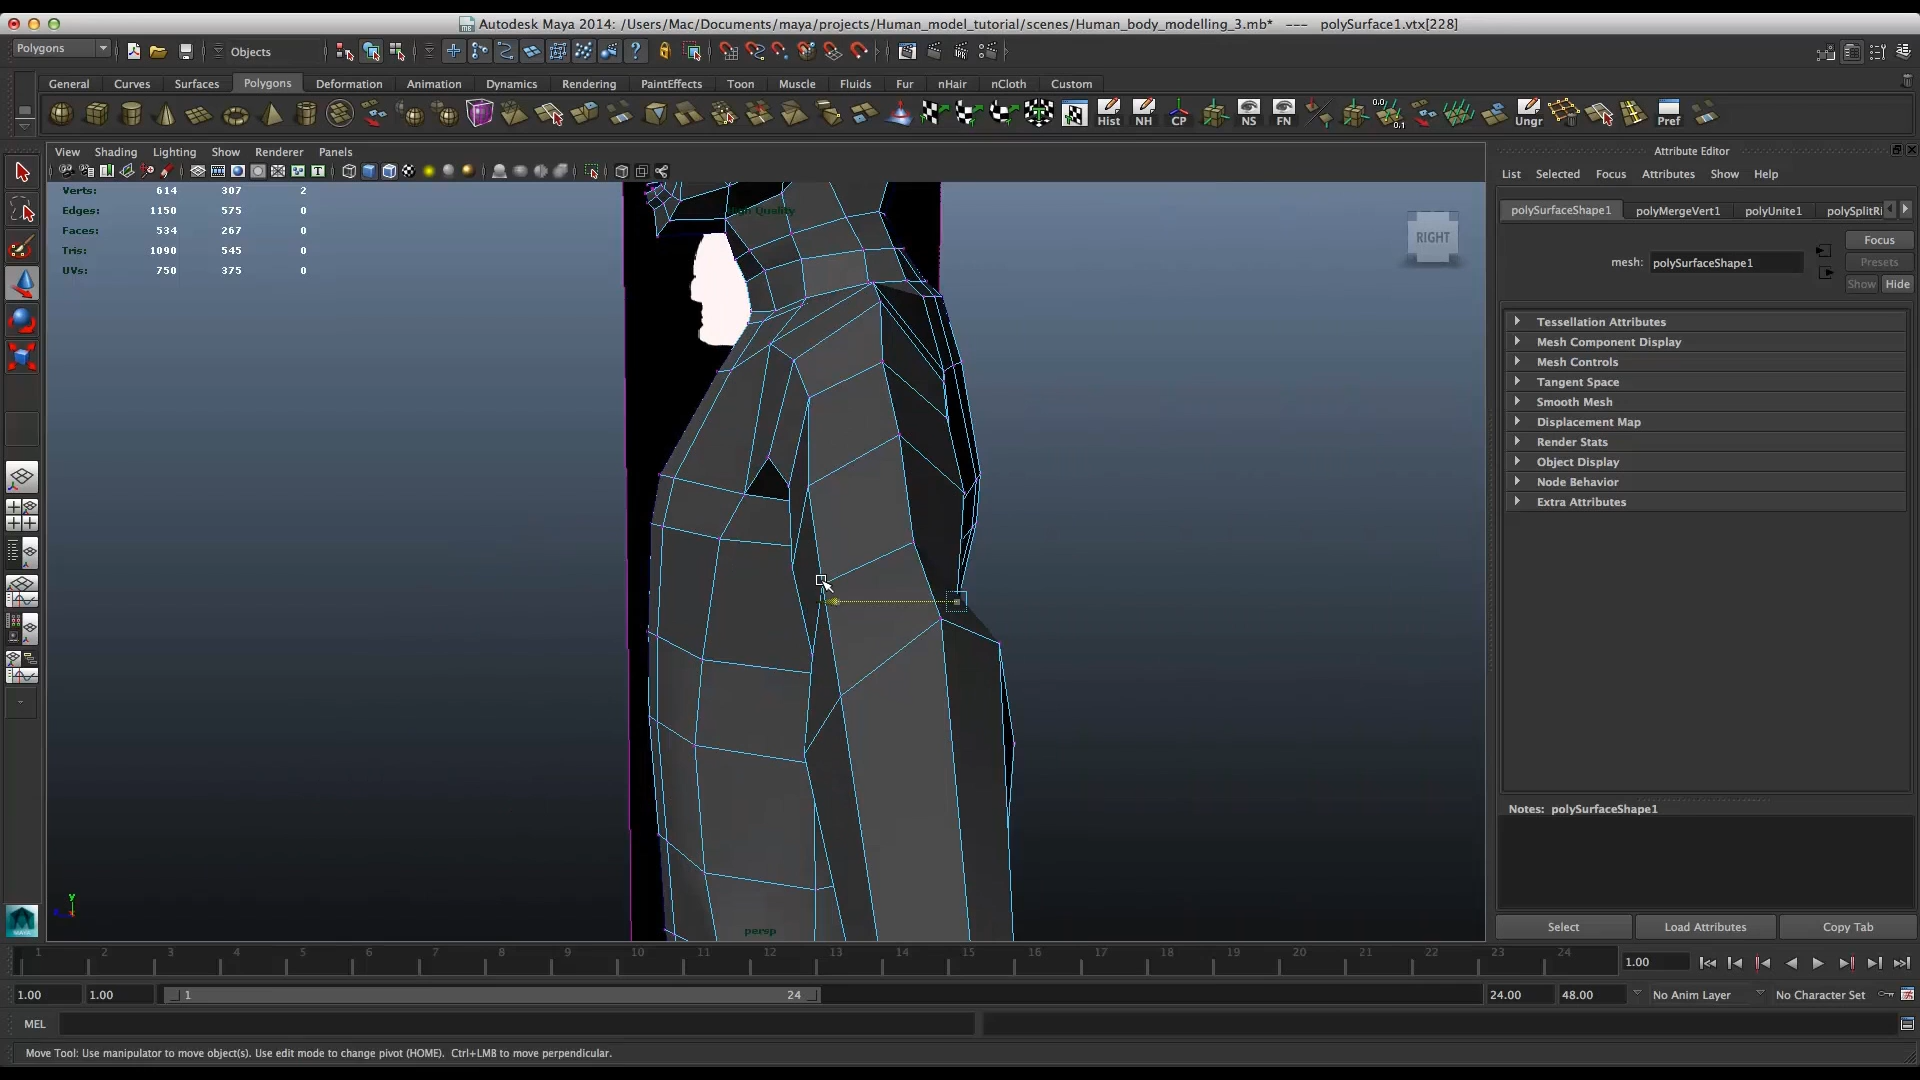 Autodesk Maya 2014: /Users/Mac/Documents/maya/projects/Human_model_tutorial/scenes/Human_body_modelling_3.mb*  ---  polySurface1.vtx[228]
Polygons Objects
General Curves Surfaces Polygons Deformation Animation Dynamics Rendering PaintEffects Toon Muscle Fluids Fur nHair nCloth Custom
Hist NH CP NS FN 0.0 0.1 Ungr Pref
View Shading Lighting Show Renderer Panels
Verts: 614 307 2
Edges: 1150 575 0
Faces: 534 267 0
Tris: 1090 545 0
UVs: 750 375 0
High Quality
RIGHT
persp
y
Attribute Editor
List Selected Focus Attributes Show Help
polySurfaceShape1 polyMergeVert1 polyUnite1 polySplitRi
Focus
mesh: polySurfaceShape1 Presets
Show Hide
Tessellation Attributes
Mesh Component Display
Mesh Controls
Tangent Space
Smooth Mesh
Displacement Map
Render Stats
Object Display
Node Behavior
Extra Attributes
Notes: polySurfaceShape1
Select Load Attributes Copy Tab
1 2 3 4 5 6 7 8 9 10 11 12 13 14 15 16 17 18 19 20 21 22 23 24 1.00
1.00 1.00 1 24 24.00 48.00 No Anim Layer No Character Set
MEL
Move Tool: Use manipulator to move object(s). Use edit mode to change pivot (HOME). Ctrl+LMB to move perpendicular.